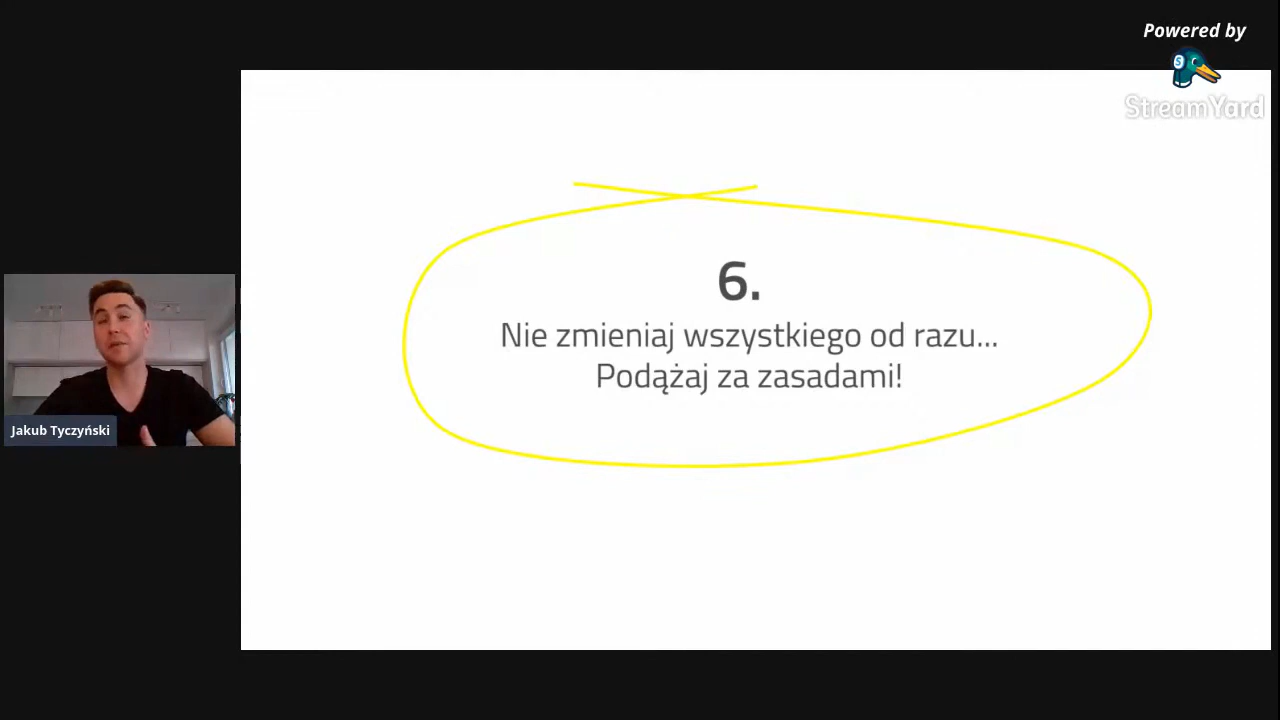 Powered by
StreamYard
6.
Nie zmieniaj wszystkiego od razu...
Podążaj za zasadami!
Jakub Tyczyński